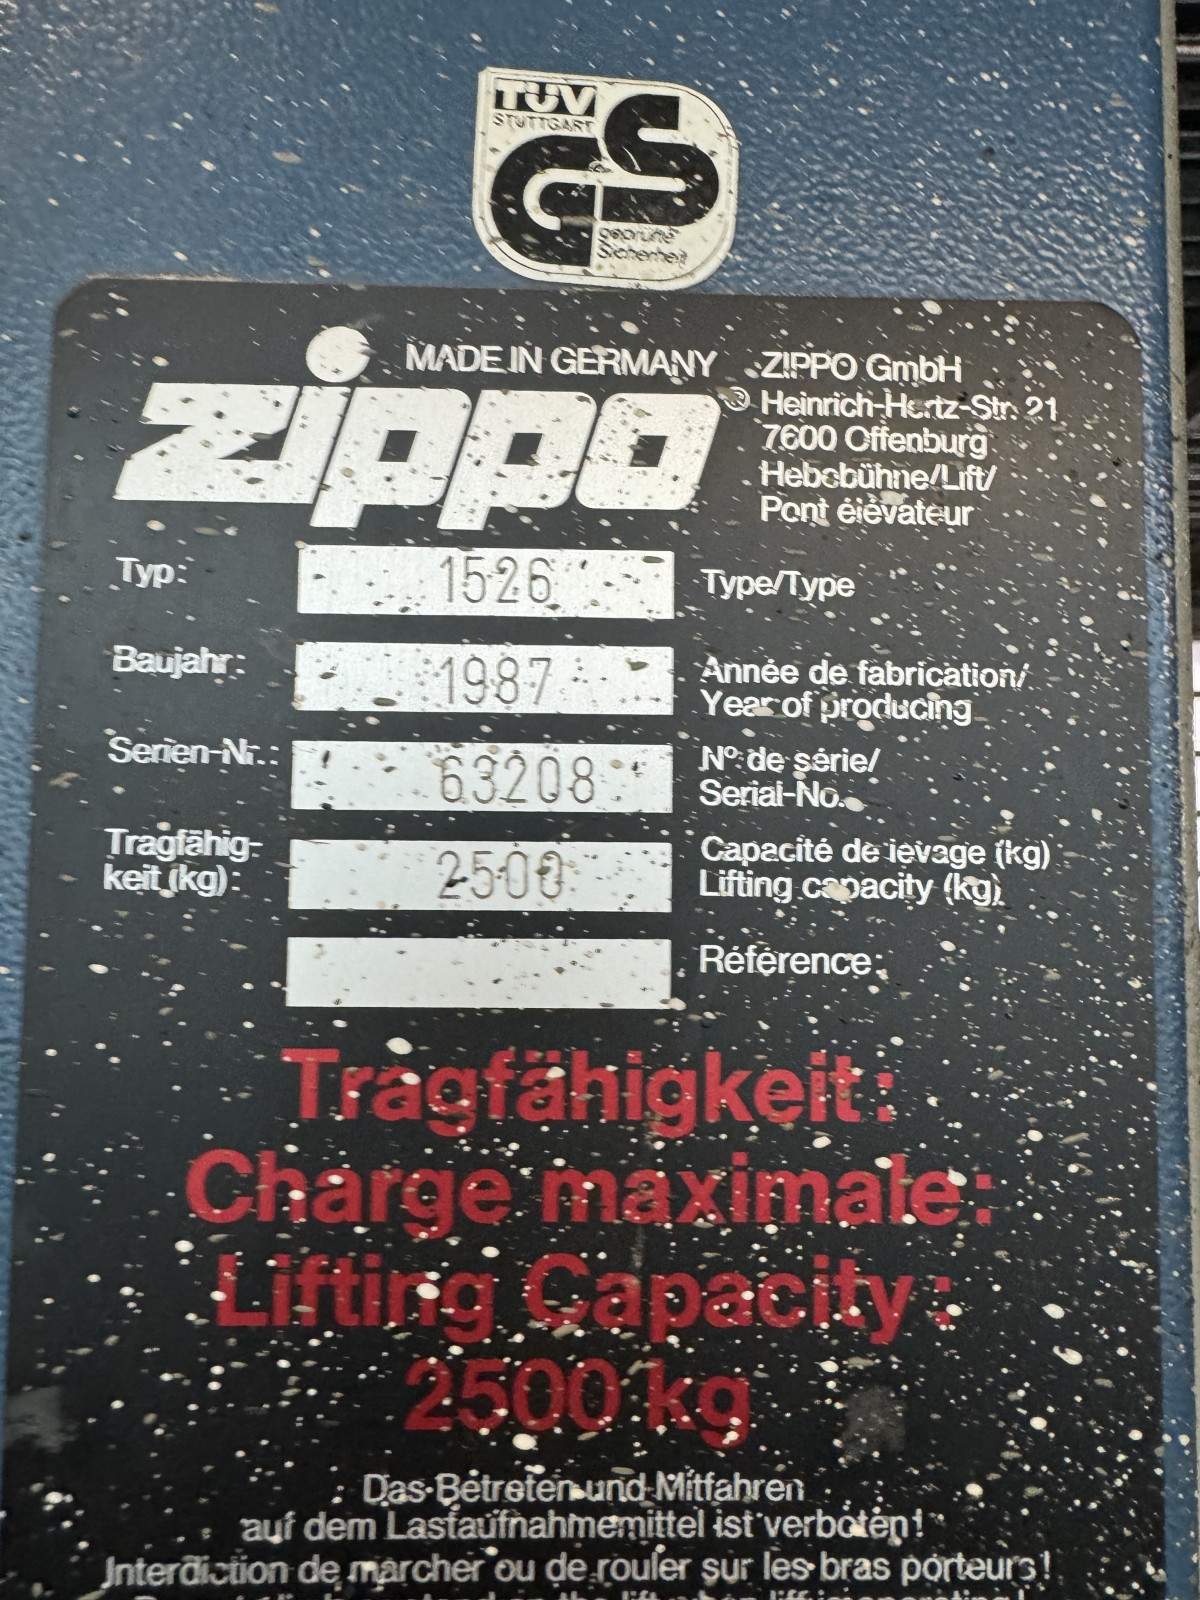 TÜV
STUTTGART
GS
geprüfte
Sicherheit
MADE IN GERMANY
zippo®
ZIPPO GmbH
Heinrich-Hertz-Str. 21
7600 Offenburg
Hebebühne/Lift/
Pont élévateur
Typ: 1526 Type/Type
Baujahr: 1987 Année de fabrication/
Year of producing
Serien-Nr.: 63208 N° de série/
Serial-No.
Tragfähig-
keit (kg): 2500 Capacité de levage (kg)
Lifting capacity (kg)
Référence:
Tragfähigkeit:
Charge maximale:
Lifting Capacity:
2500 kg
Das Betreten und Mitfahren
auf dem Lastaufnahmemittel ist verboten!
Interdiction de marcher ou de rouler sur les bras porteurs!